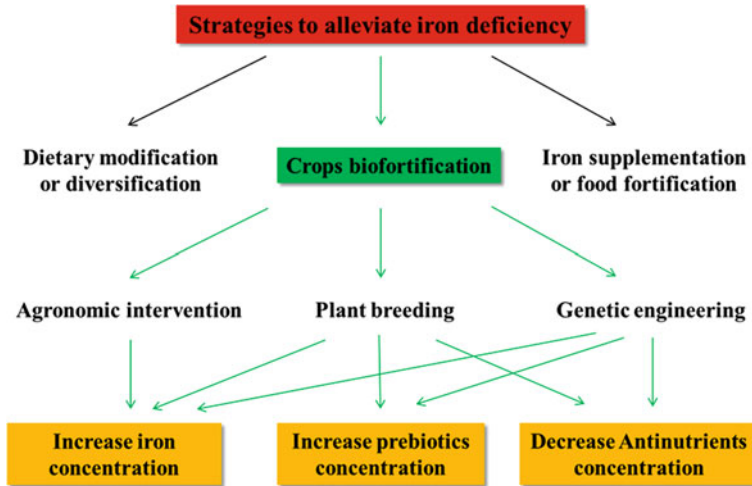 Strategies to alleviate iron deficiency
Dietary modification
or diversification
Crops biofortification
Iron supplementation
or food fortification
Agronomic intervention
Plant breeding
Genetic engineering
Increase iron
concentration
Increase prebiotics
concentration
Decrease Antinutrients
concentration